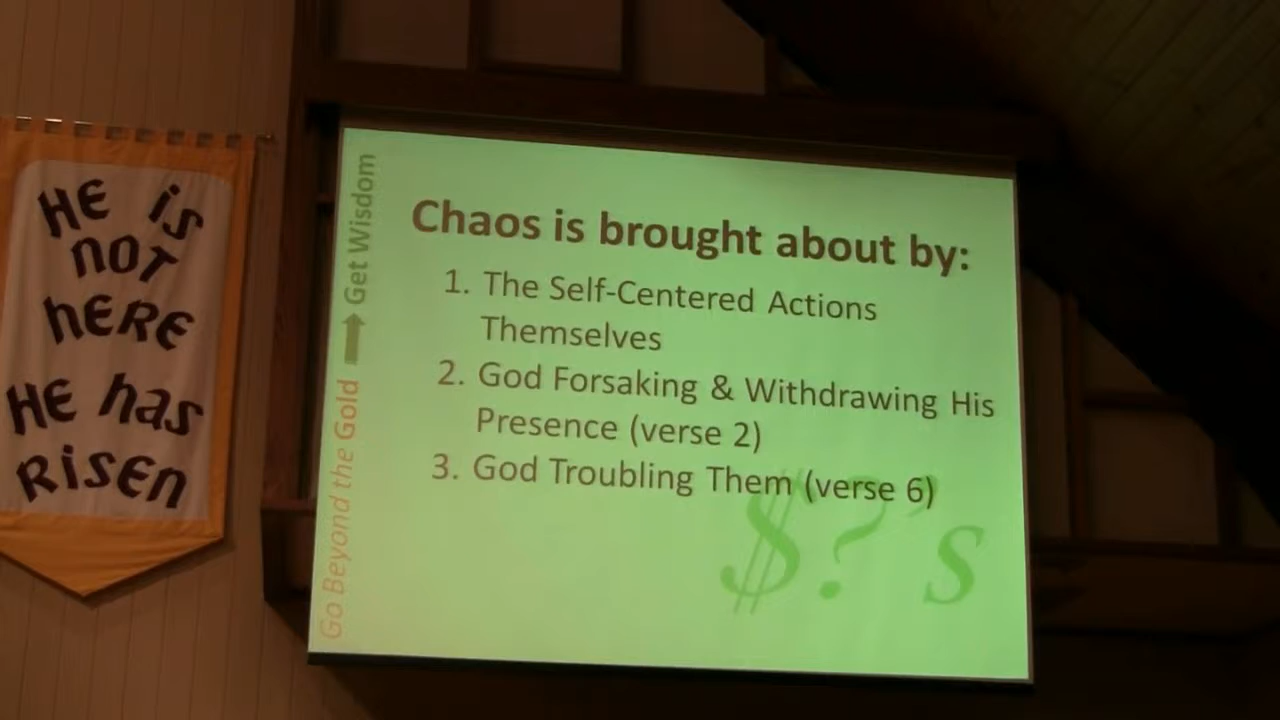 HE is
NOT
hERE
HE has
RiSEN
Go Beyond the Gold → Get Wisdom
Chaos is brought about by:
1. The Self-Centered Actions
Themselves
2. God Forsaking & Withdrawing His
Presence (verse 2)
3. God Troubling Them (verse 6)
$?'s